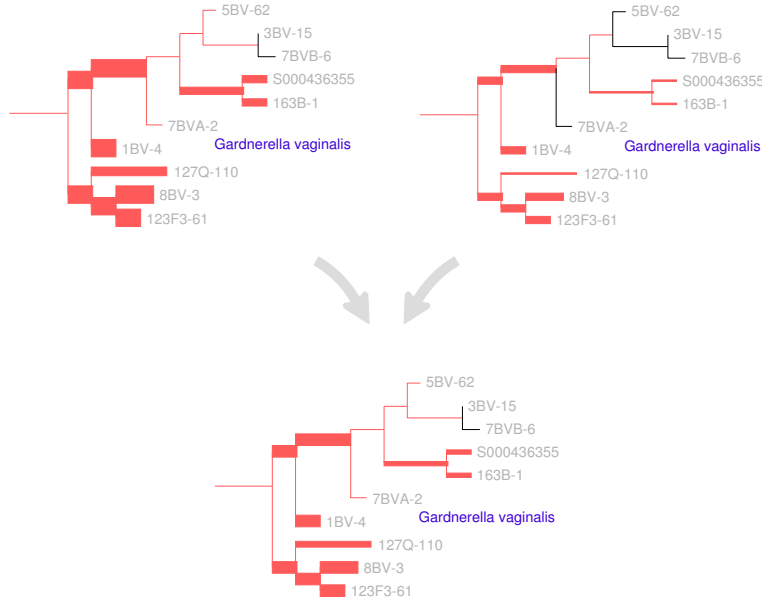 5BV-62
3BV-15
7BVB-6
S000436355
163B-1
7BVA-2
Gardnerella vaginalis
1BV-4
127Q-110
8BV-3
123F3-61
5BV-62
3BV-15
7BVB-6
S000436355
163B-1
7BVA-2
Gardnerella vaginalis
1BV-4
127Q-110
8BV-3
123F3-61
5BV-62
3BV-15
7BVB-6
S000436355
163B-1
7BVA-2
Gardnerella vaginalis
1BV-4
127Q-110
8BV-3
123F3-61